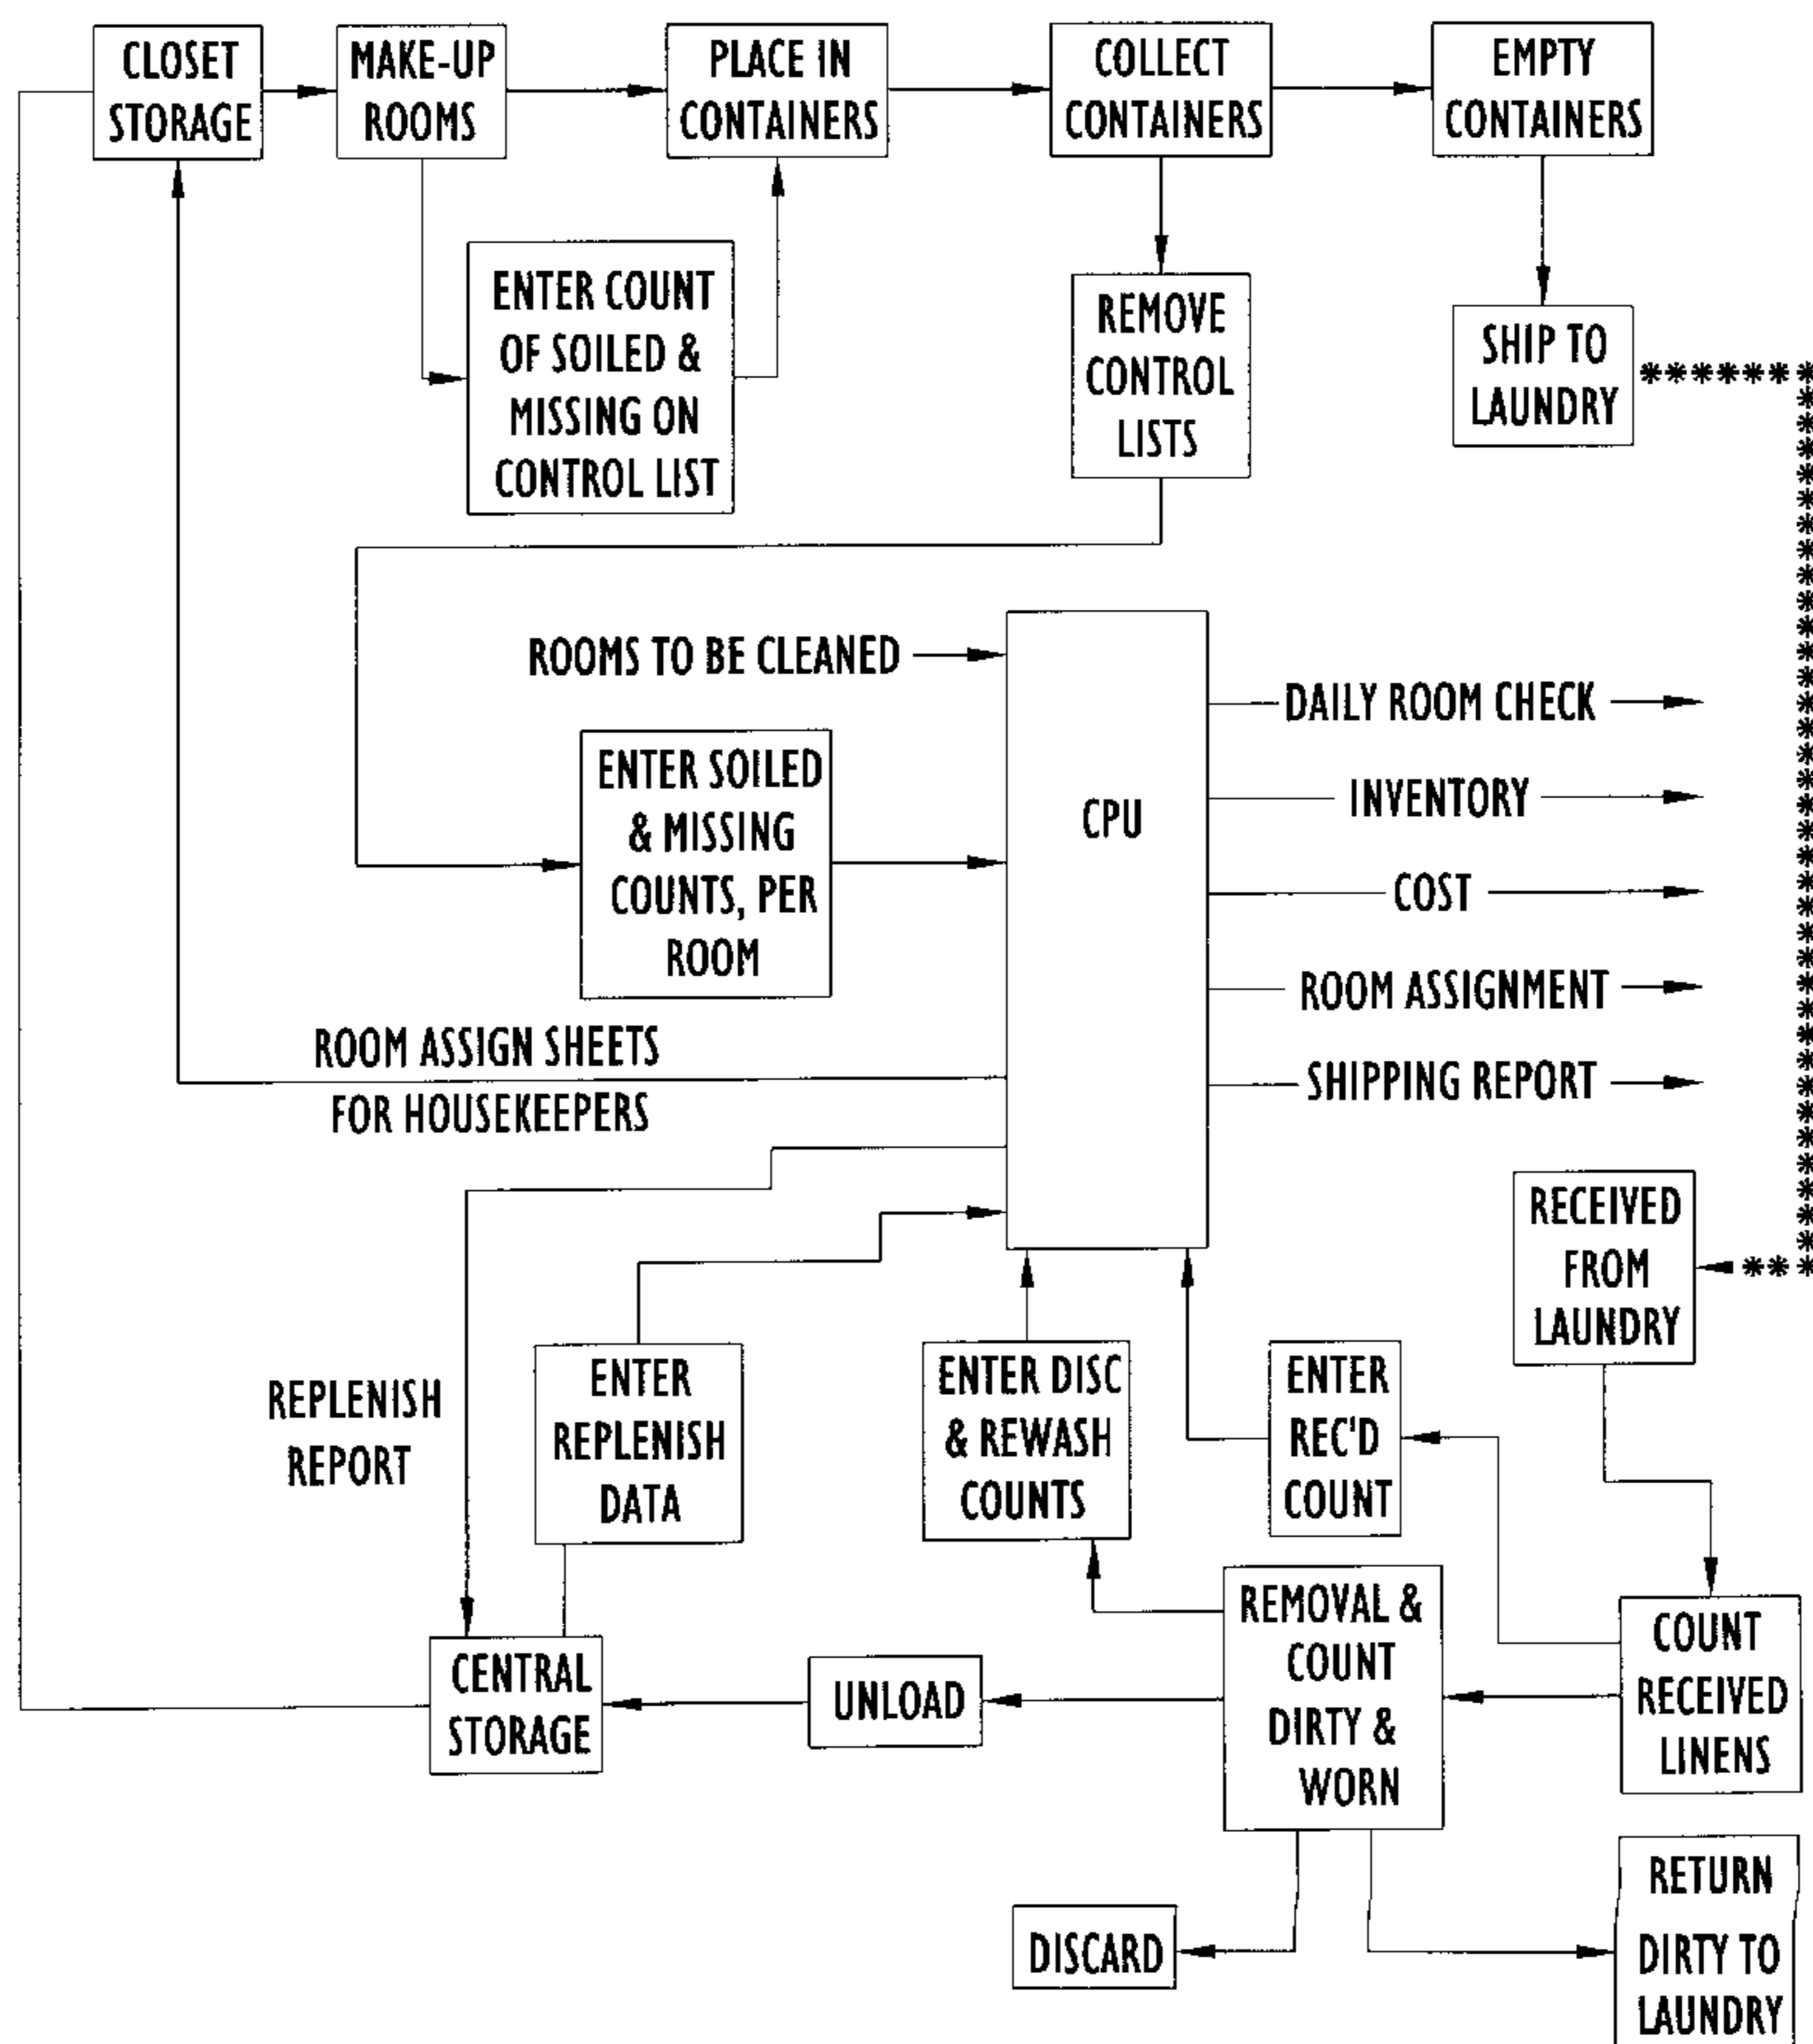 CLOSET
STORAGE
MAKE-UP
ROOMS
PLACE IN
CONTAINERS
COLLECT
CONTAINERS
EMPTY
CONTAINERS
ENTER COUNT
OF SOILED &
MISSING ON
CONTROL LIST
REMOVE
CONTROL
LISTS
SHIP TO
LAUNDRY
ROOMS TO BE CLEANED
ENTER SOILED
& MISSING
COUNTS, PER
ROOM
CPU
DAILY ROOM CHECK
INVENTORY
COST
ROOM ASSIGNMENT
SHIPPING REPORT
ROOM ASSIGN SHEETS
FOR HOUSEKEEPERS
RECEIVED
FROM
LAUNDRY
REPLENISH
REPORT
ENTER
REPLENISH
DATA
ENTER DISC
& REWASH
COUNTS
ENTER
REC'D
COUNT
CENTRAL
STORAGE
UNLOAD
REMOVAL &
COUNT
DIRTY &
WORN
COUNT
RECEIVED
LINENS
DISCARD
RETURN
DIRTY TO
LAUNDRY